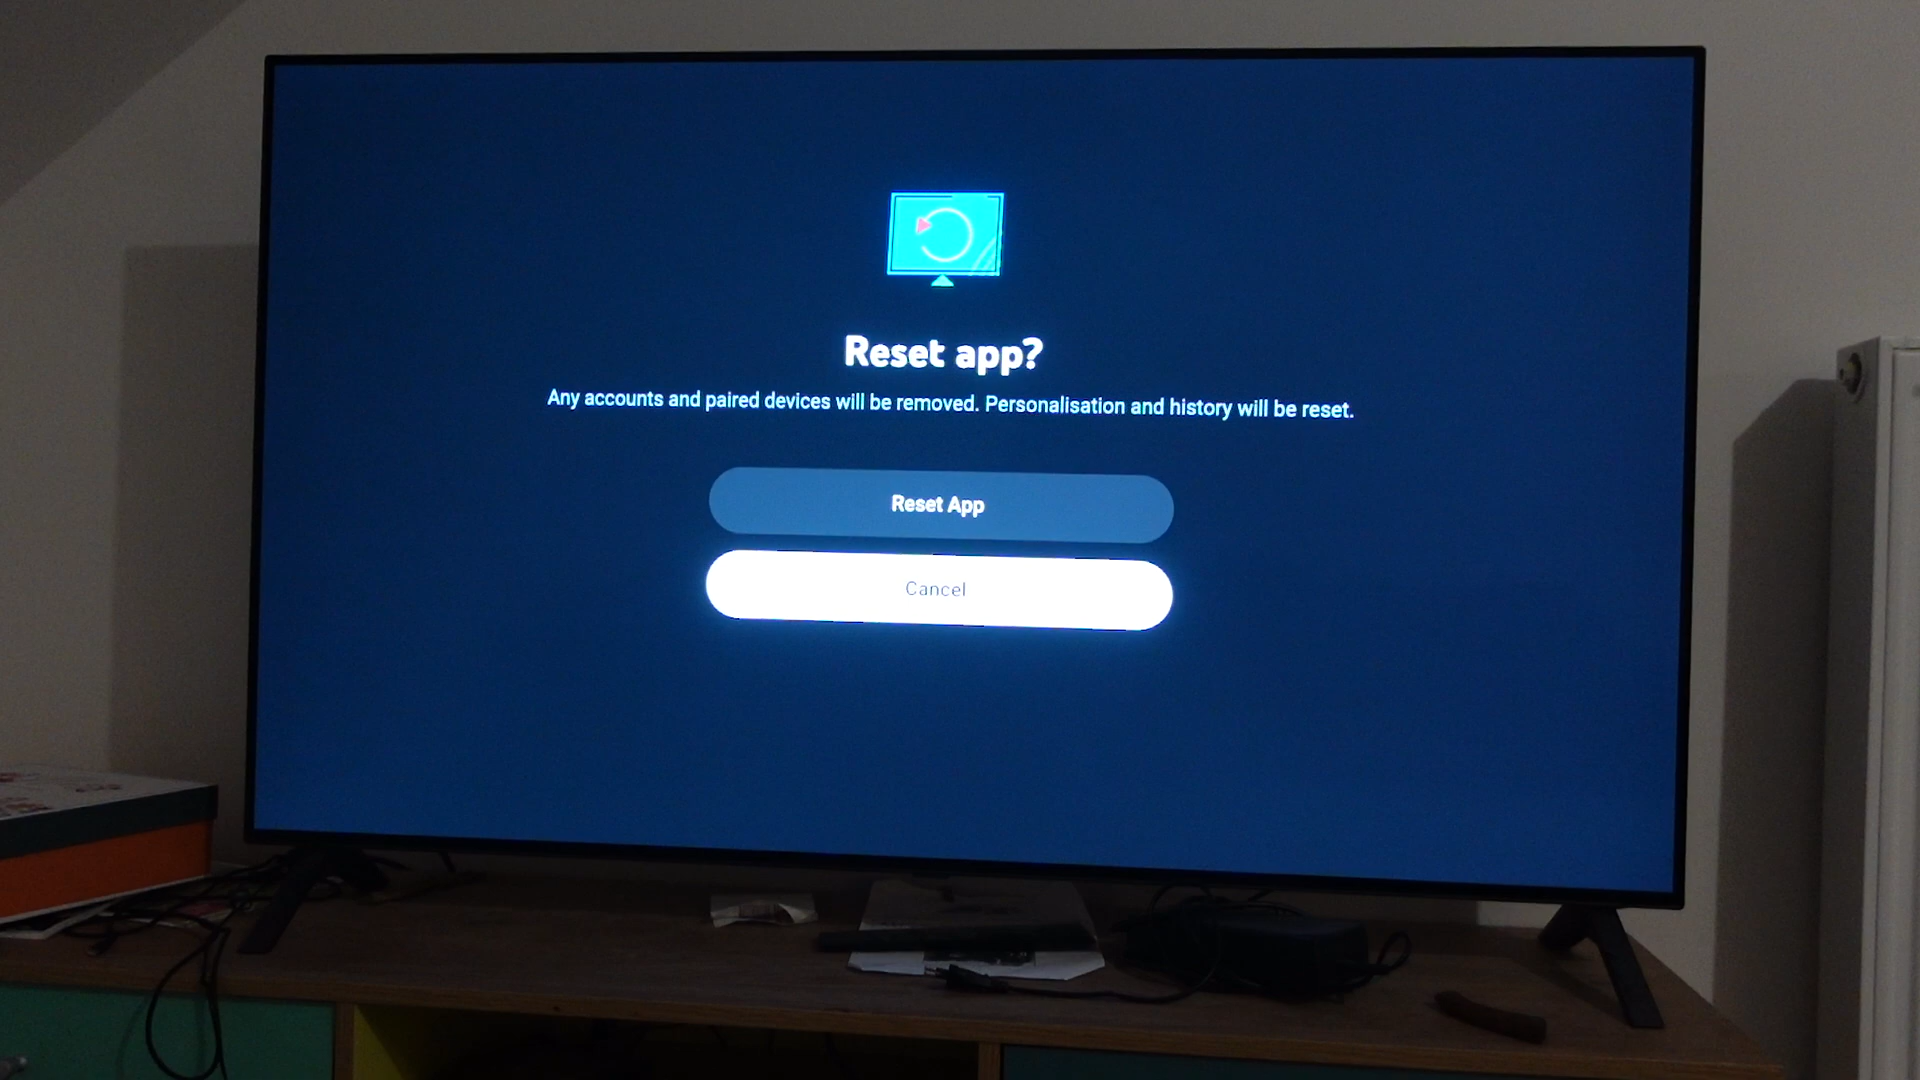 Reset app?
Any accounts and paired devices will be removed. Personalisation and history will be reset.
Reset App
Cancel